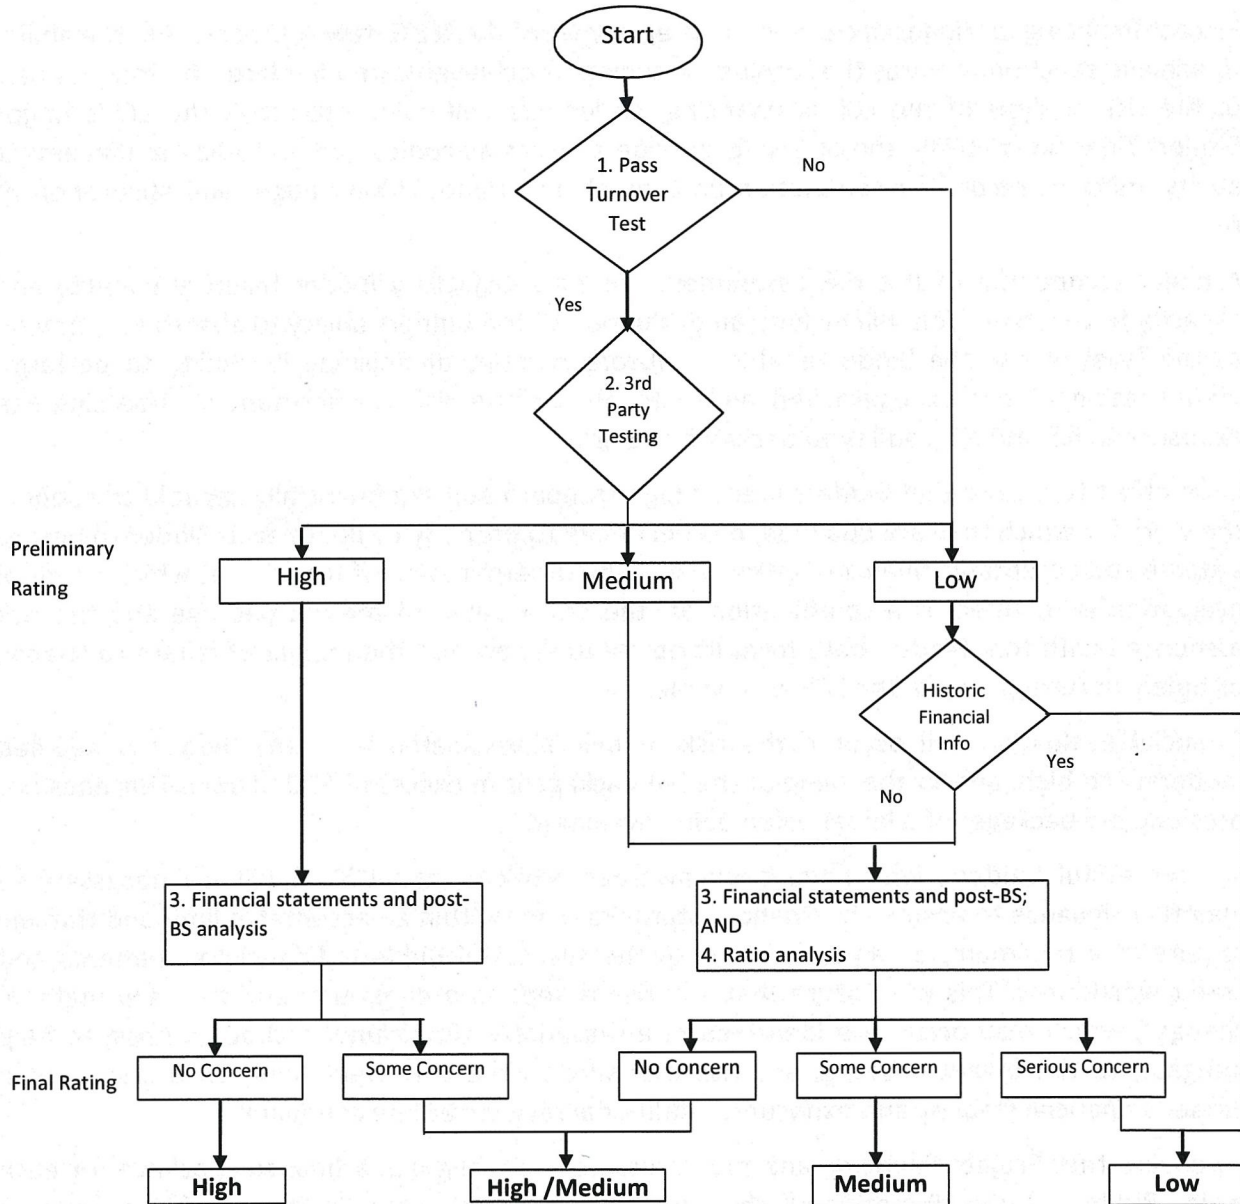 Start
1. Pass
Turnover
Test
No
Yes
2. 3rd
Party
Testing
Preliminary
Rating
High
Medium
Low
Historic
Financial
Info
Yes
No
3. Financial statements and post-
BS analysis
3. Financial statements and post-BS;
AND
4. Ratio analysis
Final Rating
No Concern
Some Concern
No Concern
Some Concern
Serious Concern
High
High /Medium
Medium
Low